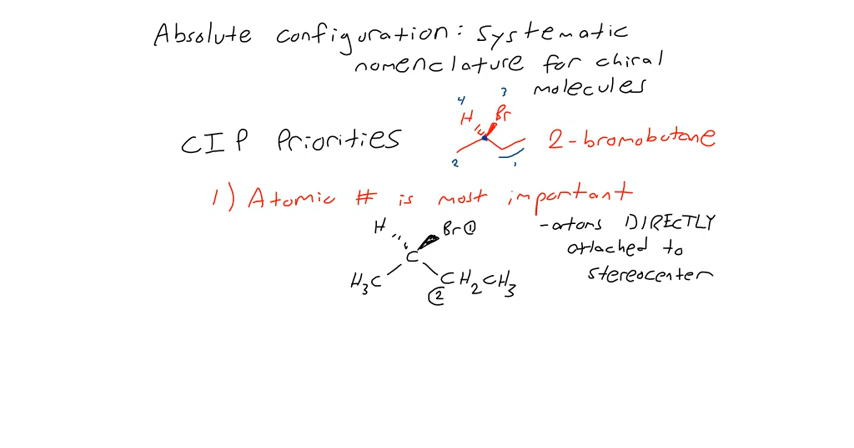 Absolute configuration: systematic
nomenclature for chiral
molecules
4 3
H Br
CIP Priorities 2-bromobutane
2 1
1) Atomic # is most important
H Br① -atoms DIRECTLY
C attached to
H3C CH2CH3 stereocenter
②